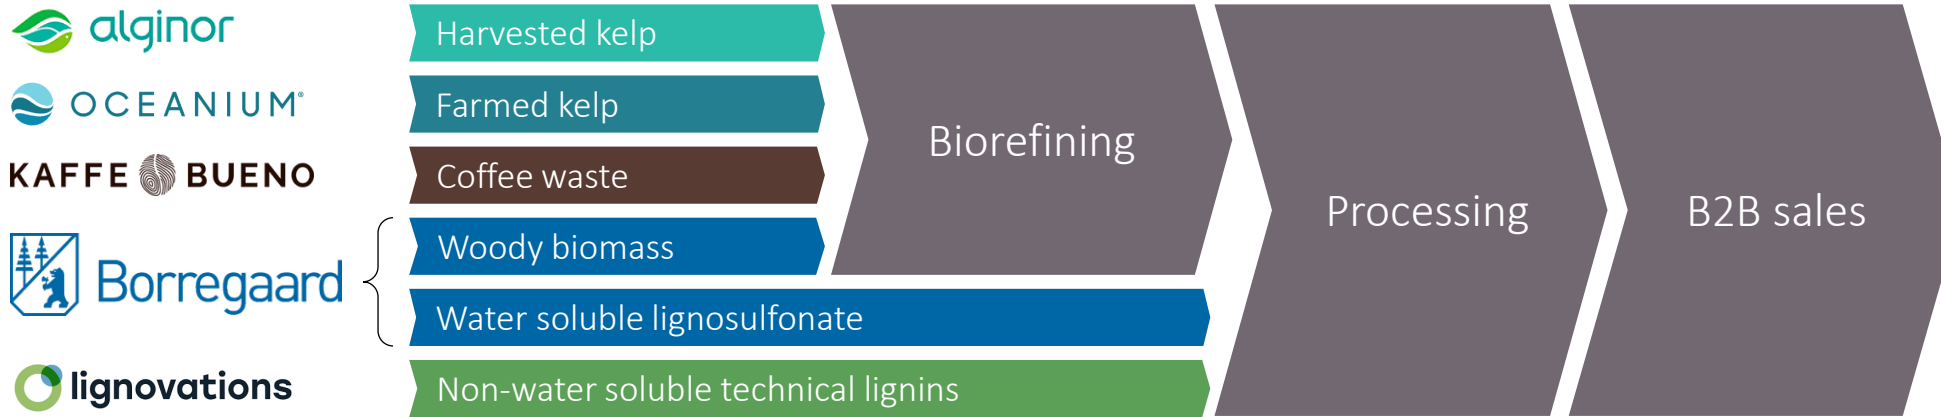 alginor
Harvested kelp
OCEANIUM®
Farmed kelp
KAFFE BUENO
Coffee waste
Borregaard
Woody biomass
Water soluble lignosulfonate
lignovations
Non-water soluble technical lignins
Biorefining
Processing
B2B sales